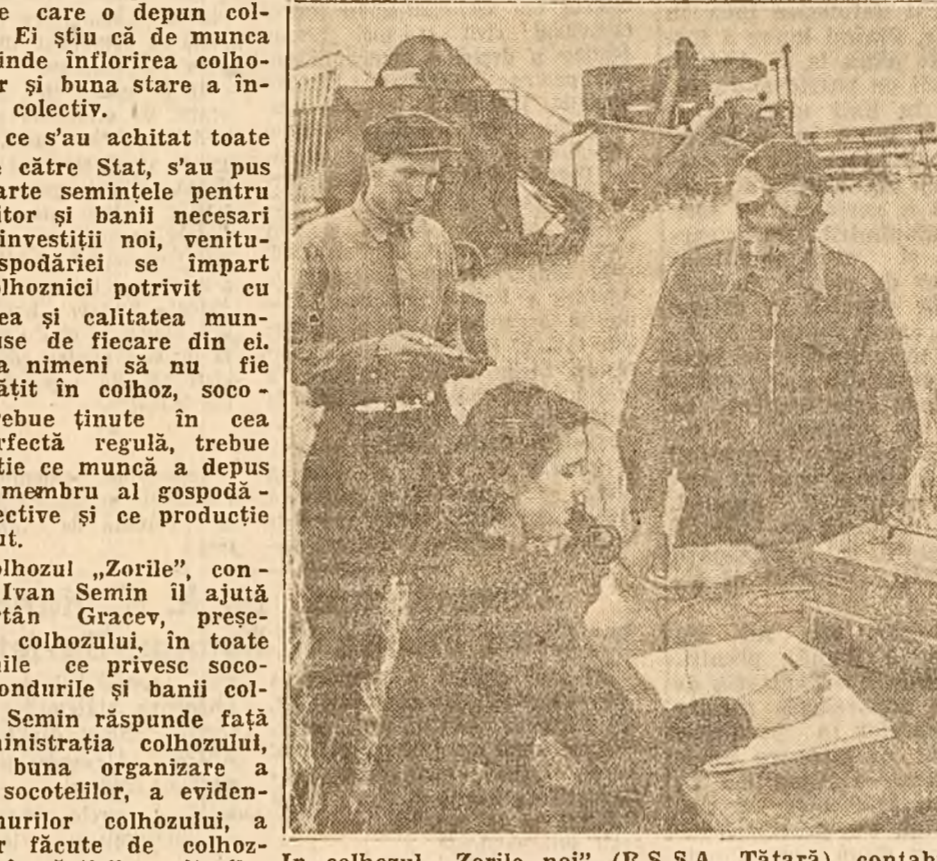 e care o depun col-
Ei știu că de munca
inde înflorirea colho-
r și buna stare a în-
colectiv.
ce s'au achitat toate
e către Stat, s'au pus
arte semințele pentru
itor și banii necesari
investiții noi, venitu-
spodăriei se împart
olhoznici potrivit cu
ea și calitatea mun-
se de fiecare din ei.
a nimeni să nu fie
ățit în colhoz, soco-
rebue ținute în cea
rfectă regulă, trebue
tie ce muncă a depus
membru al gospodă-
ective și ce producție
ut.
olhozul „Zorile”, con-
Ivan Semin îl ajută
tân Gracev, preșe-
colhozului, în toate
ile ce privesc soco-
ondurile și banii col-
Semin răspunde față
inistrația colhozului,
buna organizare a
socotelilor, a eviden-
urilor colhozului, a
r făcute de colhoz-
In colhozul „Zorile noi” (R.S.S.A. Tătară) contab